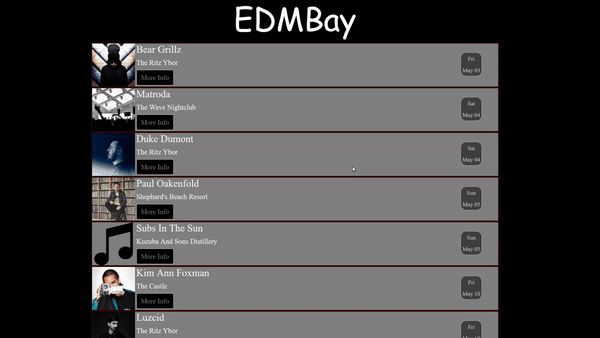 EDMBay
Bear Grillz
The Ritz Ybor
More Info
Fri
May 03
Matroda
The Wave Nightclub
More Info
Sat
May 04
Duke Dumont
The Ritz Ybor
More Info
Sat
May 04
Paul Oakenfold
Shephard's Beach Resort
More Info
Sun
May 05
Subs In The Sun
Kozuba And Sons Distillery
More Info
Sun
May 05
Kim Ann Foxman
The Castle
More Info
Fri
May 10
Luzcid
The Ritz Ybor
Fri